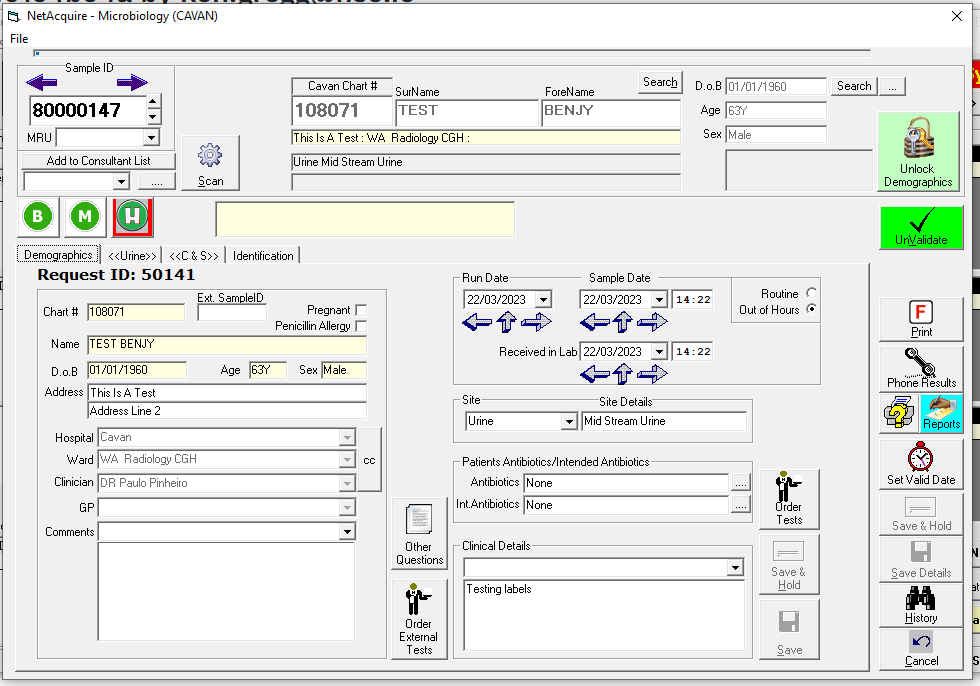 NetAcquire - Microbiology (CAVAN)
File
Sample ID
80000147
MRU
Add to Consultant List
....
Scan
Cavan Chart #
SurName
ForeName
Search
108071
TEST
BENJY
This Is A Test : WA Radiology CGH :
Urine Mid Stream Urine
D.o.B 01/01/1960 Search ...
Age 63Y
Sex Male
Unlock
Demographics
B M W
UnValidate
Demographics <<Urine>> <<C & S>> Identification
Request ID: 50141
Chart # 108071
Ext. SampleID
Pregnant
Penicillin Allergy
Name TEST BENJY
D.o.B 01/01/1960 Age 63Y Sex Male
Address This Is A Test
Address Line 2
Hospital Cavan
Ward WA Radiology CGH
cc
Clinician DR Paulo Pinheiro
GP
Comments
Other
Questions
Order
External
Tests
Run Date
22/03/2023
Sample Date
22/03/2023 14:22
Received in Lab 22/03/2023 14:22
Routine
Out of Hours
Site
Site Details
Urine
Mid Stream Urine
Patients Antibiotics/Intended Antibiotics
Antibiotics None ....
Int.Antibiotics None ....
Clinical Details
Testing labels
Order
Tests
Save &
Hold
Save
F
Print
Phone Results
?
Reports
Set Valid Date
Save & Hold
Save Details
History
Cancel